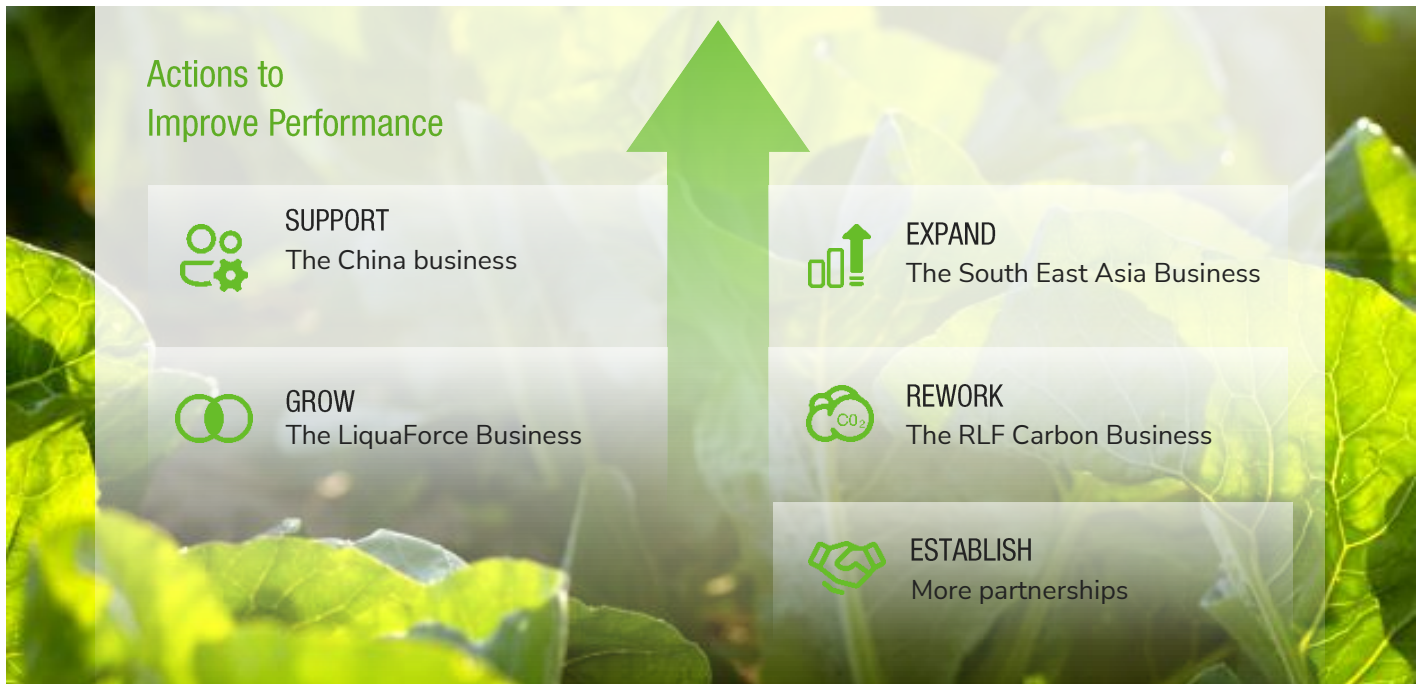 Actions to
Improve Performance
SUPPORT
The China business
GROW
The LiquaForce Business
EXPAND
The South East Asia Business
CO₂
REWORK
The RLF Carbon Business
ESTABLISH
More partnerships